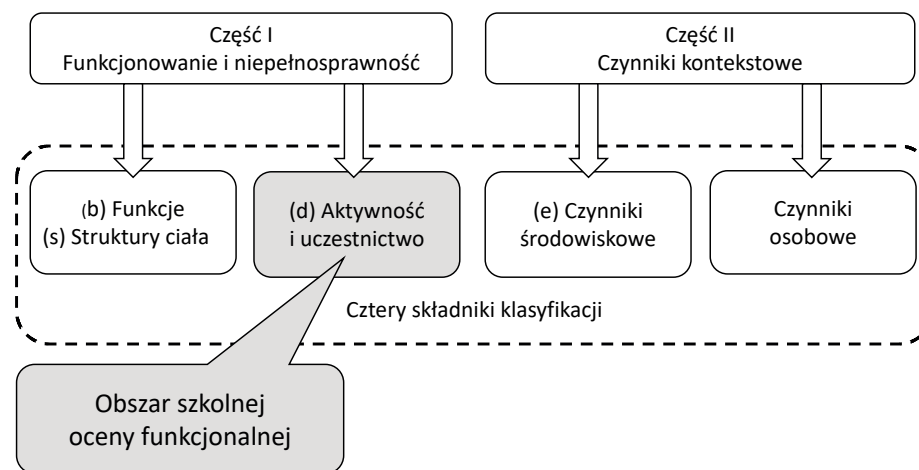 Część I
Funkcjonowanie i niepełnosprawność
Część II
Czynniki kontekstowe
(b) Funkcje
(s) Struktury ciała
(d) Aktywność
i uczestnictwo
(e) Czynniki
środowiskowe
Czynniki
osobowe
Cztery składniki klasyfikacji
Obszar szkolnej
oceny funkcjonalnej